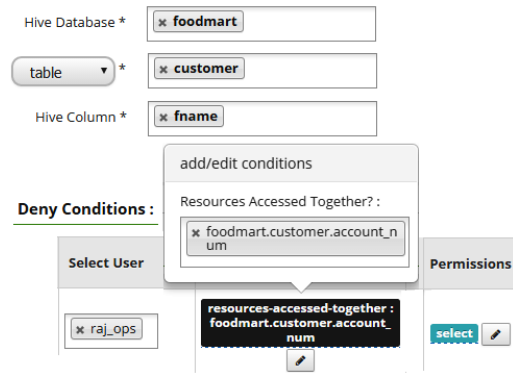 Hive Database * × foodmart
table * × customer
Hive Column * × fname
add/edit conditions
Resources Accessed Together? :
× foodmart.customer.account_n
um
Deny Conditions :
Select User
Permissions
× raj_ops
resources-accessed-together :
foodmart.customer.account_
num
select